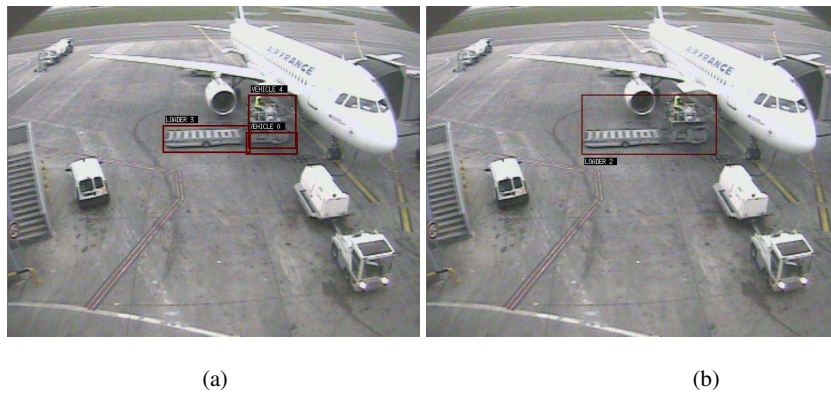 AIR FRANCE
VEHICLE 4
LOADER 3
VEHICLE 0
AIR FRANCE
LOADER 2
(a)
(b)